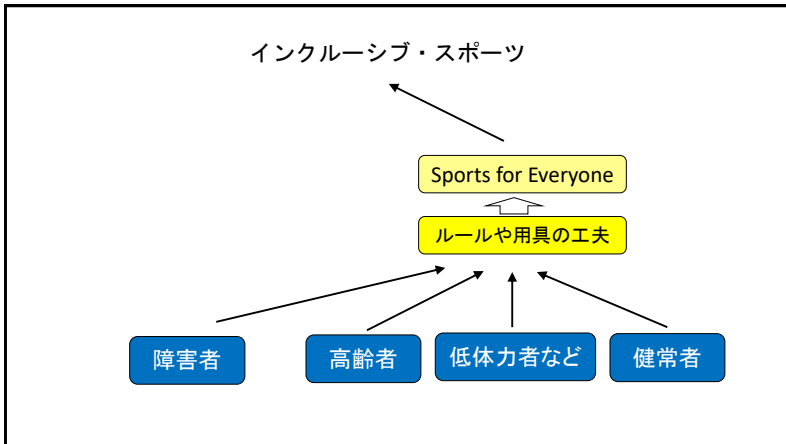 インクルーシブ・スポーツ
Sports for Everyone
ルールや用具の工夫
障害者
高齢者
低体力者など
健常者